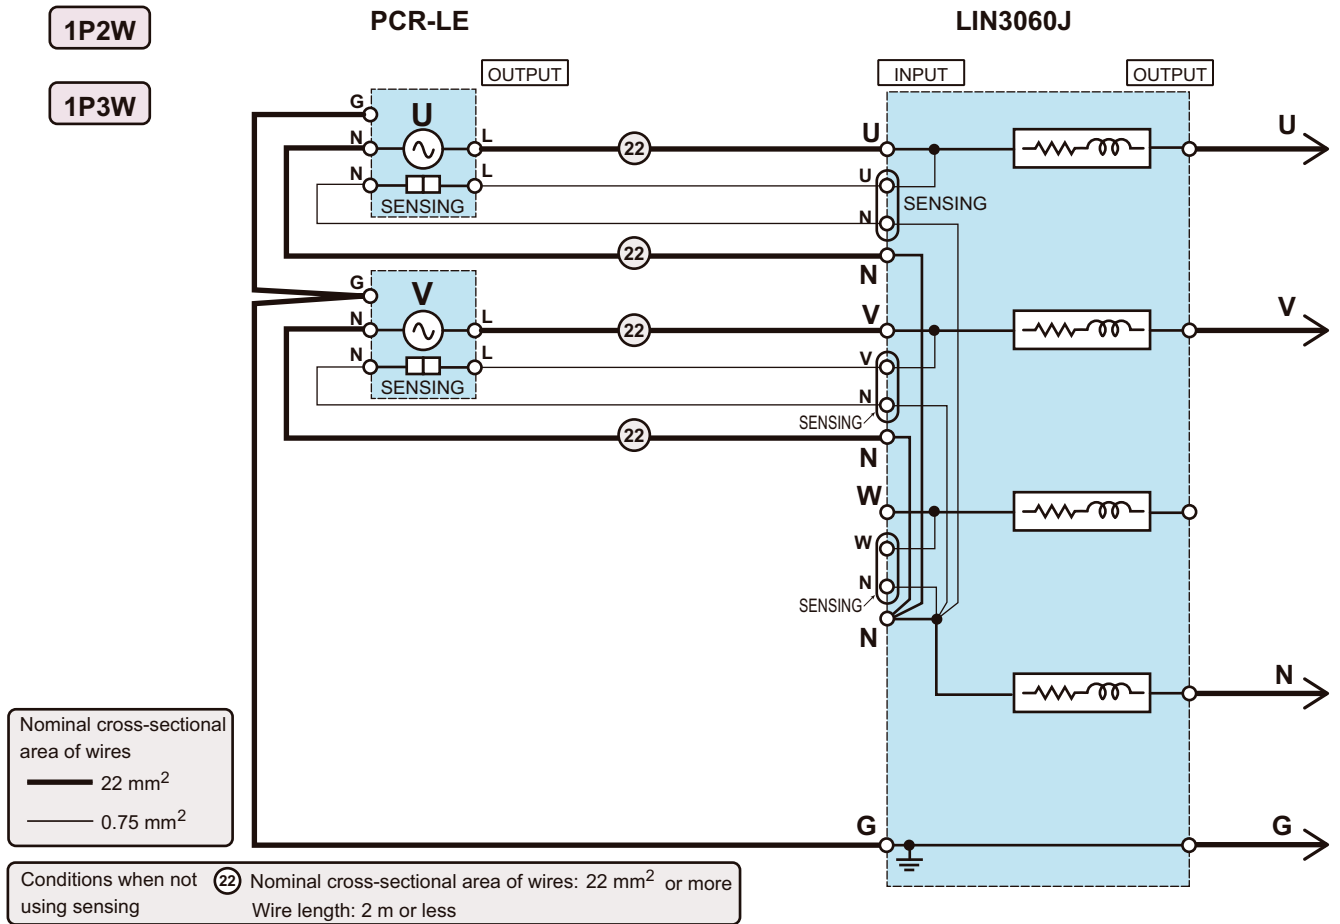 1P2W
PCR-LE
LIN3060J
OUTPUT
INPUT
OUTPUT
1P3W
G
U
N
L
22
U
U
N
L
U
SENSING
SENSING
N
22
N
G
V
N
L
22
V
V
N
L
V
SENSING
N
SENSING
22
N
W
W
N
SENSING
N
N
Nominal cross-sectional
area of wires
22 mm²
0.75 mm²
G
G
Conditions when not
using sensing
22 Nominal cross-sectional area of wires: 22 mm² or more
Wire length: 2 m or less